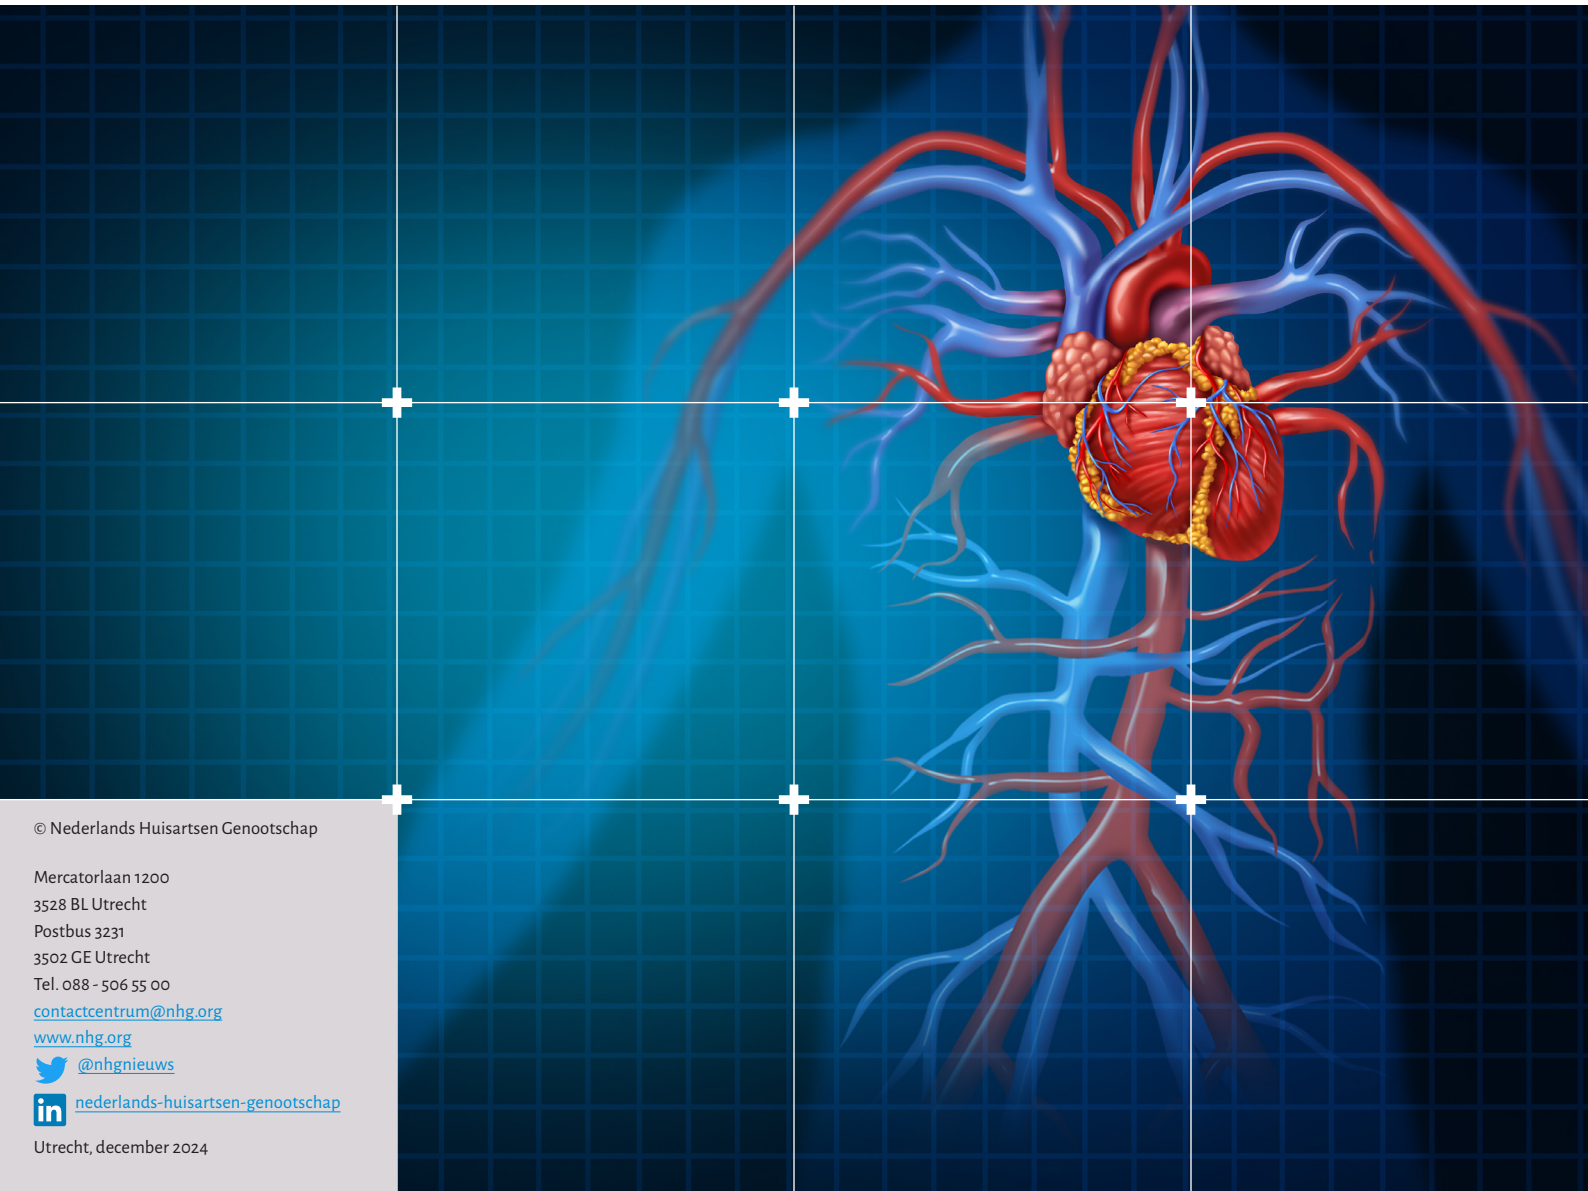 © Nederlands Huisartsen Genootschap
Mercatorlaan 1200
3528 BL Utrecht
Postbus 3231
3502 GE Utrecht
Tel. 088 - 506 55 00
contactcentrum@nhg.org
www.nhg.org
@nhgnieuws
in nederlands-huisartsen-genootschap
Utrecht, december 2024